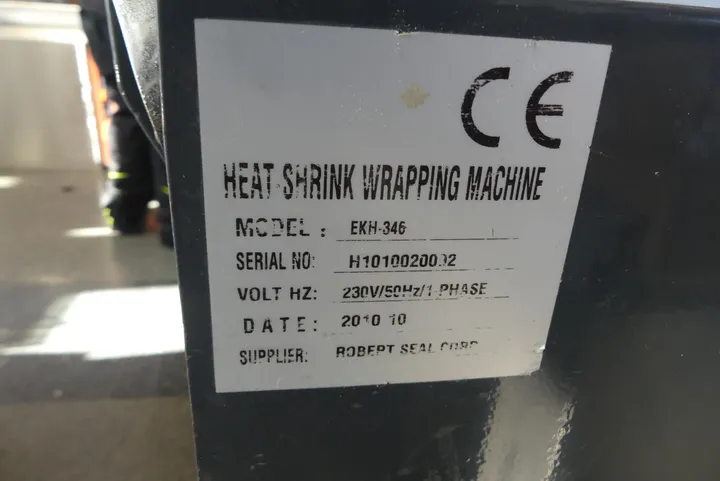 CE
HEAT SHRINK WRAPPING MACHINE
MODEL : EKH-346
SERIAL NO: H1010020092
VOLT HZ: 230V/50Hz/1 PHASE
DATE: 2010 10
SUPPLIER: ROBERT SEAL CORP